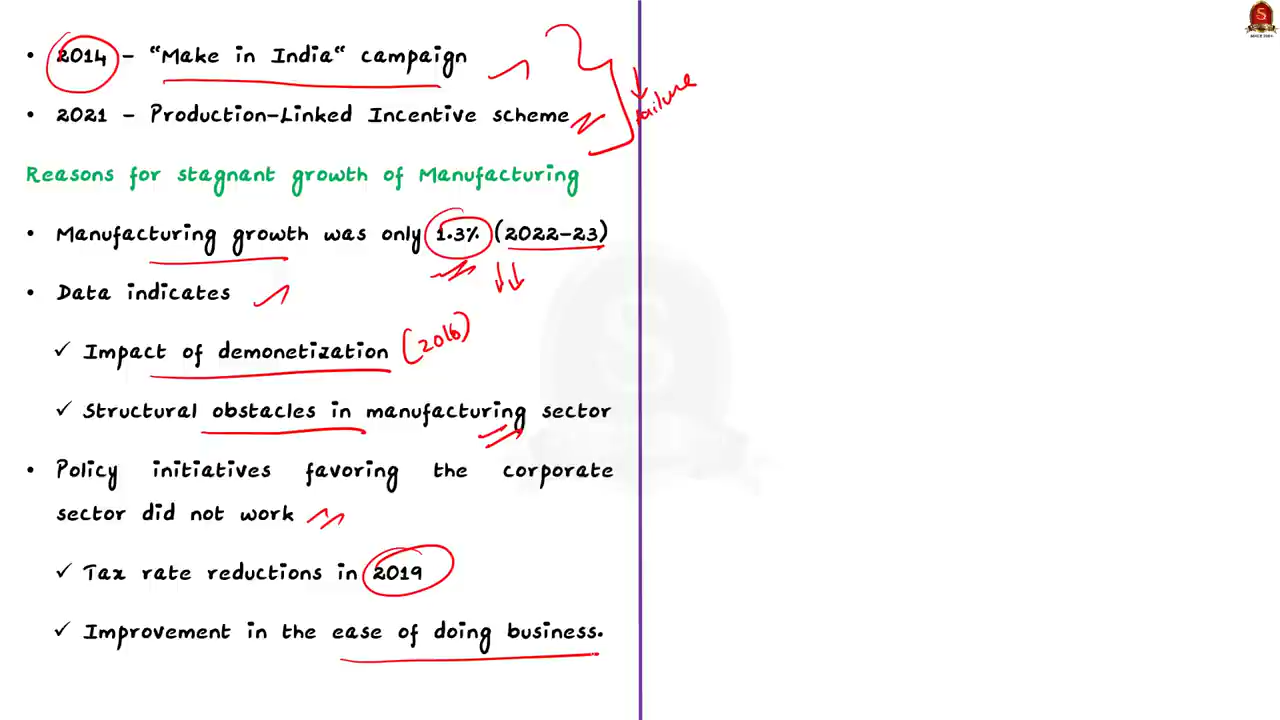 • 2014 - “Make in India“ campaign
• 2021 - Production-Linked Incentive scheme
failure
Reasons for stagnant growth of Manufacturing
• Manufacturing growth was only 1.3% (2022-23)
• Data indicates
✓ Impact of demonetization (2016)
✓ Structural obstacles in manufacturing sector
• Policy initiatives favoring the corporate
sector did not work
✓ Tax rate reductions in 2019
✓ Improvement in the ease of doing business.
S